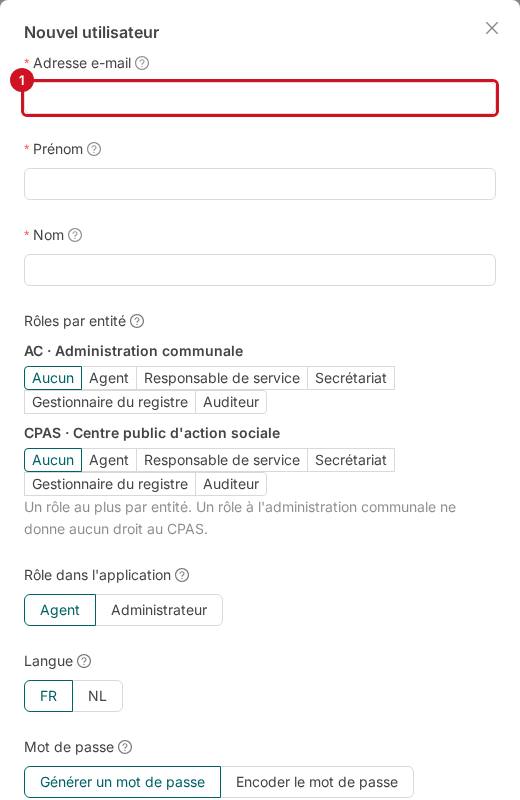 Nouvel utilisateur
* Adresse e-mail
1
* Prénom
* Nom
Rôles par entité
AC · Administration communale
Aucun Agent Responsable de service Secrétariat
Gestionnaire du registre Auditeur
CPAS · Centre public d'action sociale
Aucun Agent Responsable de service Secrétariat
Gestionnaire du registre Auditeur
Un rôle au plus par entité. Un rôle à l'administration communale ne
donne aucun droit au CPAS.
Rôle dans l'application
Agent Administrateur
Langue
FR NL
Mot de passe
Générer un mot de passe Encoder le mot de passe